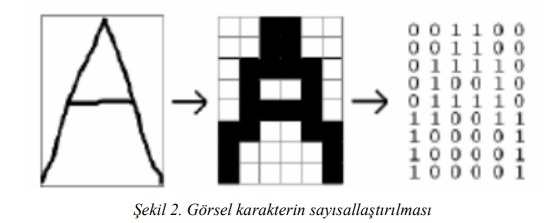 A
0 0 1 1 0 0
0 0 1 1 0 0
0 1 1 1 1 0
0 1 0 0 1 0
0 1 1 1 1 0
1 1 0 0 1 1
1 0 0 0 0 1
1 0 0 0 0 1
1 0 0 0 0 1
Şekil 2. Görsel karakterin sayısallaştırılması